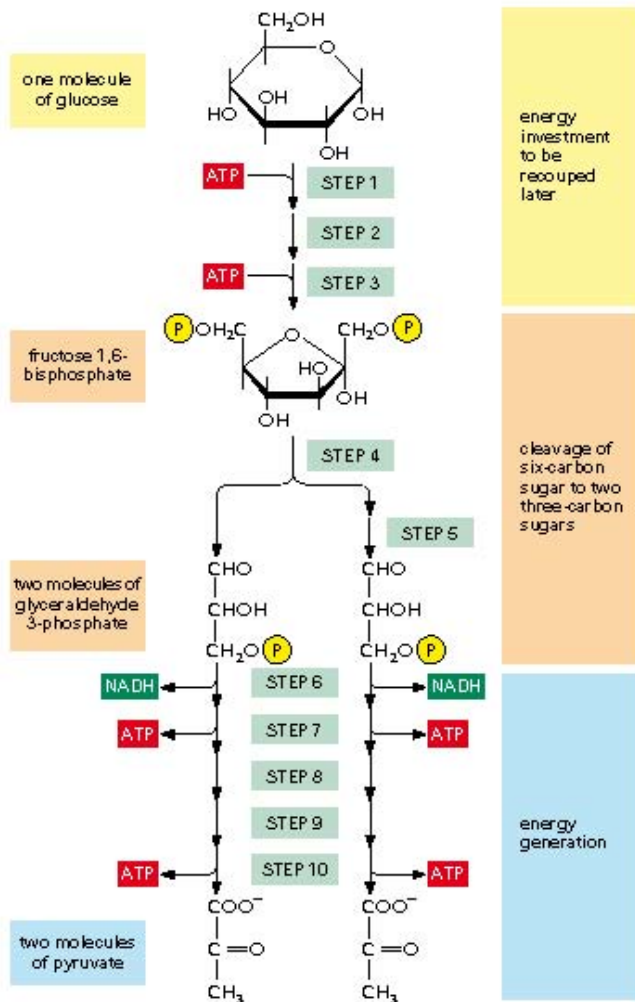 CH₂OH
O
one molecule
of glucose
OH
HO
OH
OH
energy
investment
to be
recouped
later
ATP
STEP 1
STEP 2
ATP
STEP 3
P OH₂C
O
CH₂O P
fructose 1,6-
bisphosphate
HO
OH
OH
STEP 4
cleavage of
six-carbon
sugar to two
three-carbon
sugars
STEP 5
two molecules of
glyceraldehyde
3-phosphate
CHO
CHO
CHOH
CHOH
CH₂O P
CH₂O P
NADH
STEP 6
NADH
ATP
STEP 7
ATP
STEP 8
STEP 9
energy
generation
ATP
STEP 10
ATP
COO⁻
COO⁻
two molecules
of pyruvate
C=O
C=O
CH₃
CH₃